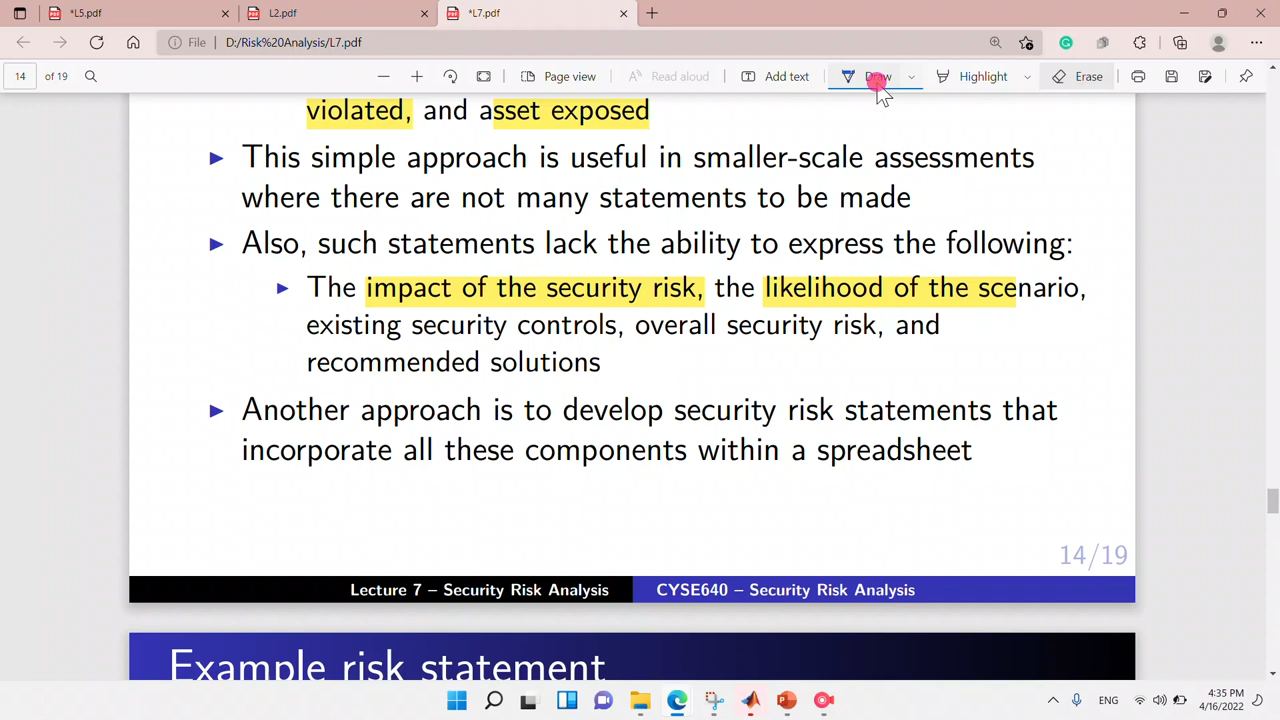 *L5.pdf
L2.pdf
*L7.pdf
File D:/Risk%20Analysis/L7.pdf
14 of 19
Page view
Read aloud
Add text
Draw
Highlight
Erase
violated, and asset exposed
This simple approach is useful in smaller-scale assessments
where there are not many statements to be made
Also, such statements lack the ability to express the following:
The impact of the security risk, the likelihood of the scenario,
existing security controls, overall security risk, and
recommended solutions
Another approach is to develop security risk statements that
incorporate all these components within a spreadsheet
14/19
Lecture 7 – Security Risk Analysis
CYSE640 – Security Risk Analysis
Example risk statement
ENG
4:35 PM
4/16/2022